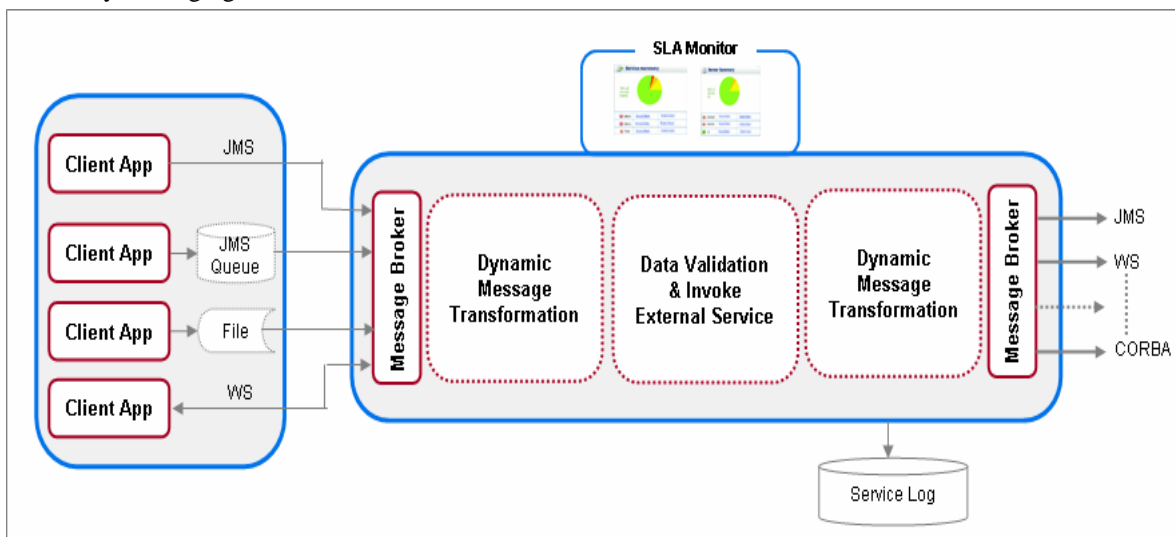 SLA Monitor
Client App
JMS
Client App
JMS
Queue
Client App
File
Client App
WS
Message Broker
Dynamic
Message
Transformation
Data Validation
& Invoke
External Service
Dynamic
Message
Transformation
Message Broker
JMS
WS
CORBA
Service Log